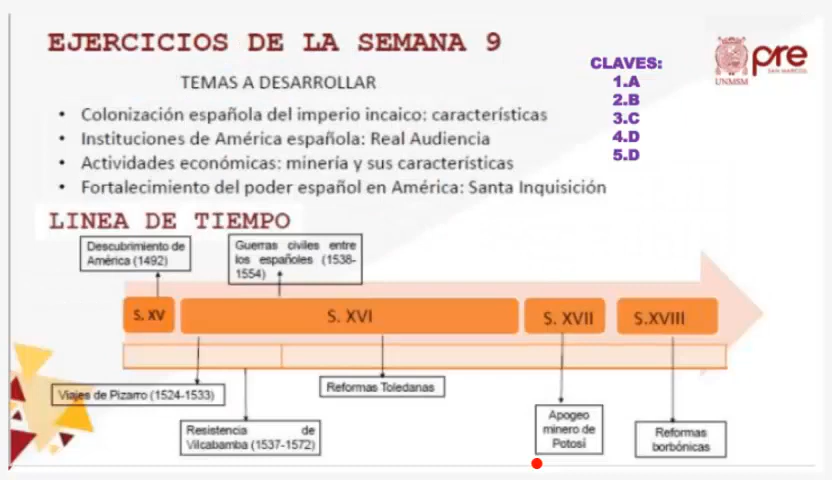 EJERCICIOS DE LA SEMANA 9
CLAVES:
1.A
2.B
3.C
4.D
5.D
UNMSM
pre
SAN MARCOS
TEMAS A DESARROLLAR
• Colonización española del imperio incaico: características
• Instituciones de América española: Real Audiencia
• Actividades económicas: minería y sus características
• Fortalecimiento del poder español en América: Santa Inquisición
LINEA DE TIEMPO
Descubrimiento de
América (1492)
Guerras civiles entre
los españoles (1538-
1554)
S. XV
S. XVI
S. XVII
S.XVIII
Viajes de Pizarro (1524-1533)
Reformas Toledanas
Resistencia de
Vilcabamba (1537-1572)
Apogeo
minero de
Potosí
Reformas
borbónicas